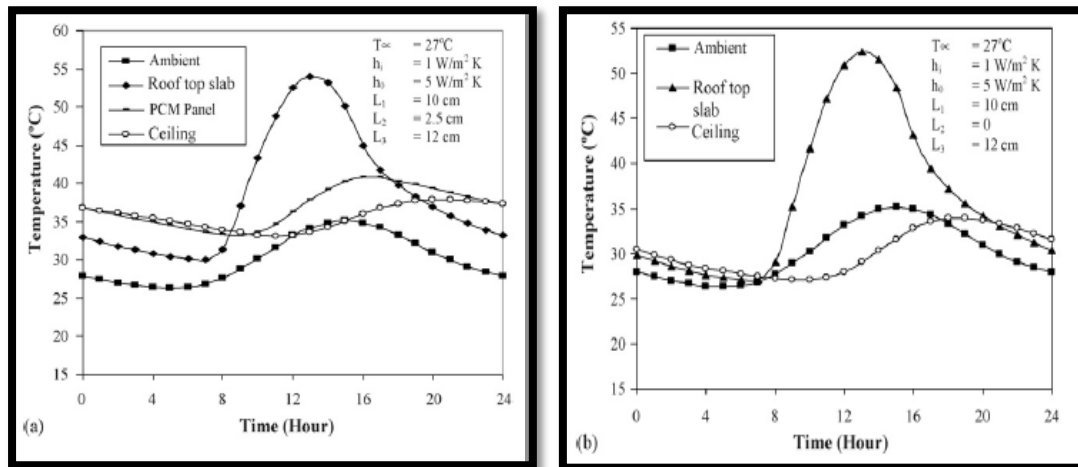 60
55
50
45
40
35
30
25
20
15
0 4 8 12 16 20 24
Temperature (°C)
Time (Hour)
Ambient
Roof top slab
PCM Panel
Ceiling
T∝ = 27°C
hᵢ = 1 W/m² K
h₀ = 5 W/m² K
L₁ = 10 cm
L₂ = 2.5 cm
L₃ = 12 cm
(a)
55
50
45
40
35
30
25
20
15
0 4 8 12 16 20 24
Temperature (°C)
Time (Hour)
Ambient
Roof top
slab
Ceiling
T∝ = 27°C
hᵢ = 1 W/m² K
h₀ = 5 W/m² K
L₁ = 10 cm
L₂ = 0
L₃ = 12 cm
(b)